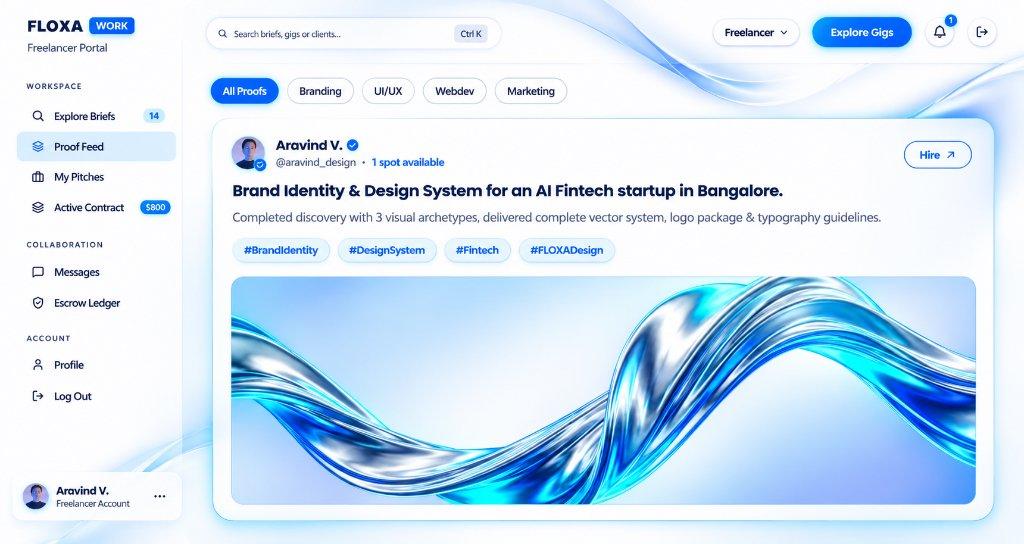 FLOXA WORK
Freelancer Portal
WORKSPACE
Explore Briefs 14
Proof Feed
My Pitches
Active Contract $800
COLLABORATION
Messages
Escrow Ledger
ACCOUNT
Profile
Log Out
Aravind V.
Freelancer Account
Search briefs, gigs or clients... Ctrl K
Freelancer
Explore Gigs
1
All Proofs Branding UI/UX Webdev Marketing
Aravind V.
@aravind_design • 1 spot available
Hire
Brand Identity & Design System for an AI Fintech startup in Bangalore.
Completed discovery with 3 visual archetypes, delivered complete vector system, logo package & typography guidelines.
#BrandIdentity #DesignSystem #Fintech #FLOXADesign